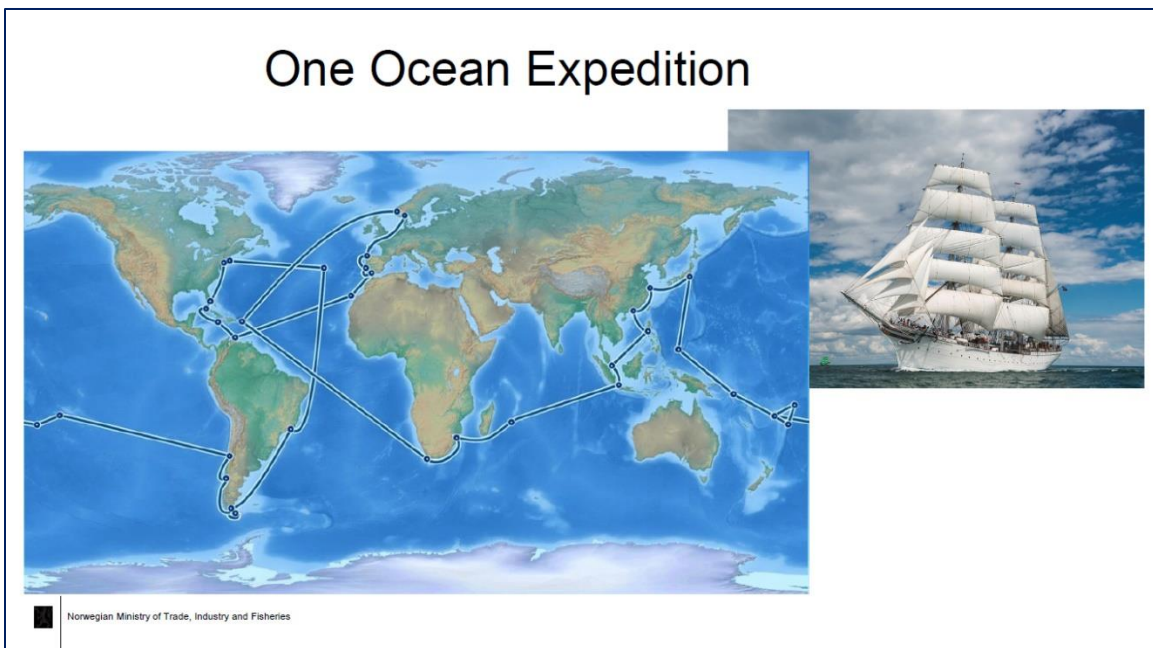 One Ocean Expedition
Norwegian Ministry of Trade, Industry and Fisheries